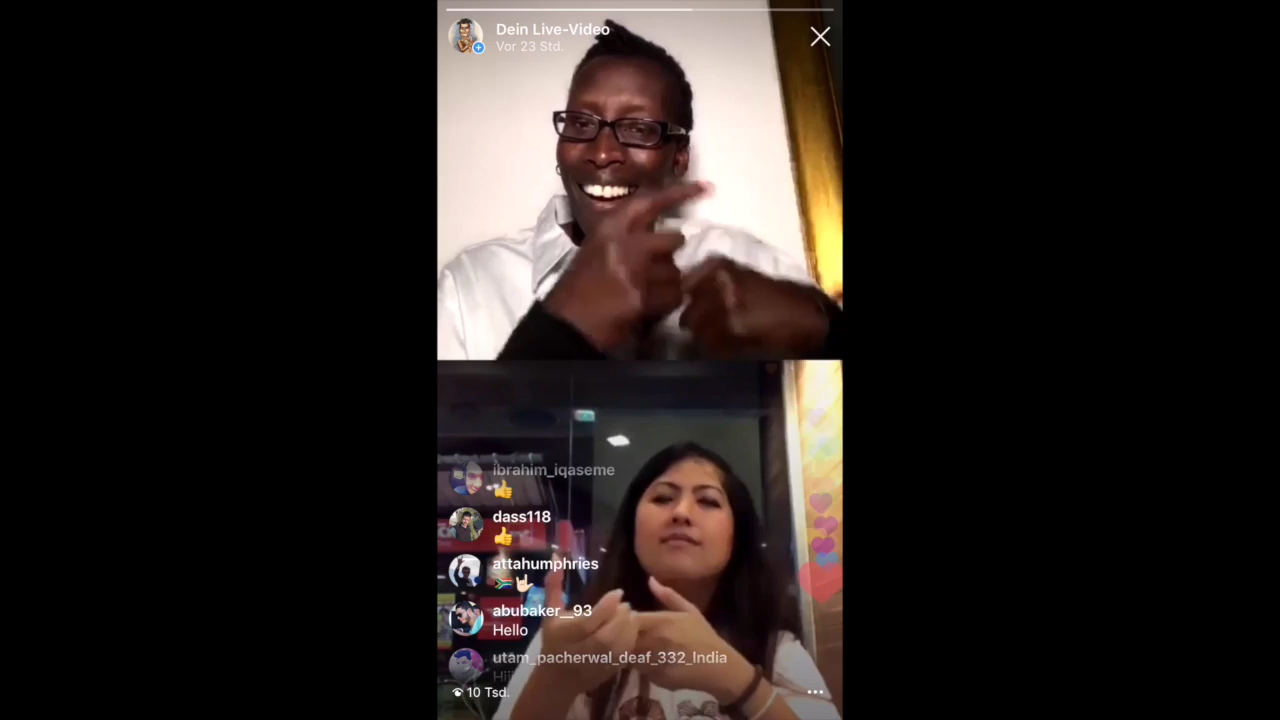 Dein Live-Video
Vor 23 Std.
ibrahim_iqaseme
👍
dass118
👍
attahumphries
🇿🇦🤟🏻
abubaker__93
Hello
utam_pacherwal_deaf_332_India
10 Tsd.